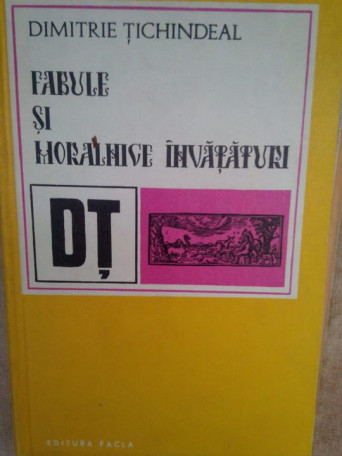 DIMITRIE ȚICHINDEAL
FABULE
ȘI
MORALNICE ÎNVĂȚĂTURI
DȚ
EDITURA FACLA